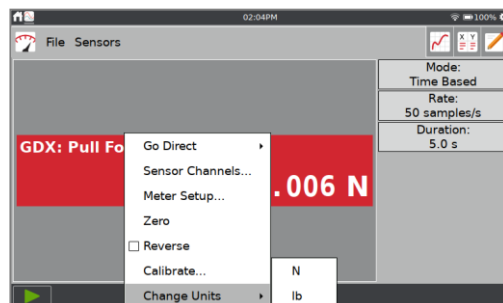 02:04PM 100%
File Sensors
Mode:
Time Based
Rate:
50 samples/s
Duration:
5.0 s
GDX: Pull Fo
.006 N
Go Direct
Sensor Channels...
Meter Setup...
Zero
Reverse
Calibrate...
Change Units
N
lb